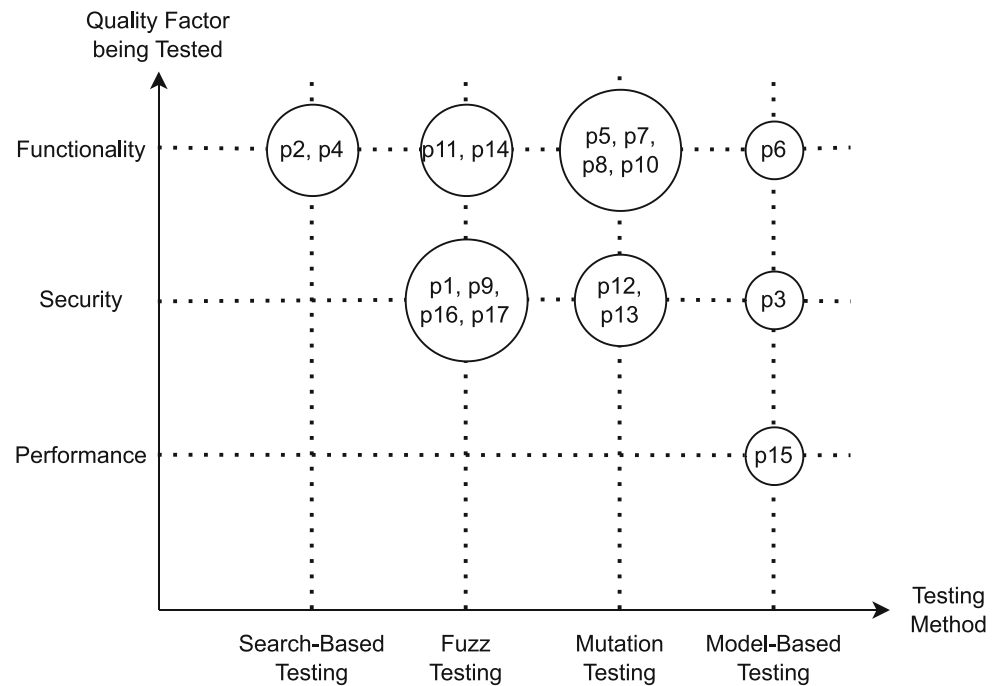 Quality Factor
being Tested
Functionality
p2, p4
p11, p14
p5, p7,
p8, p10
p6
Security
p1, p9,
p16, p17
p12,
p13
p3
Performance
p15
Testing
Method
Search-Based
Testing
Fuzz
Testing
Mutation
Testing
Model-Based
Testing